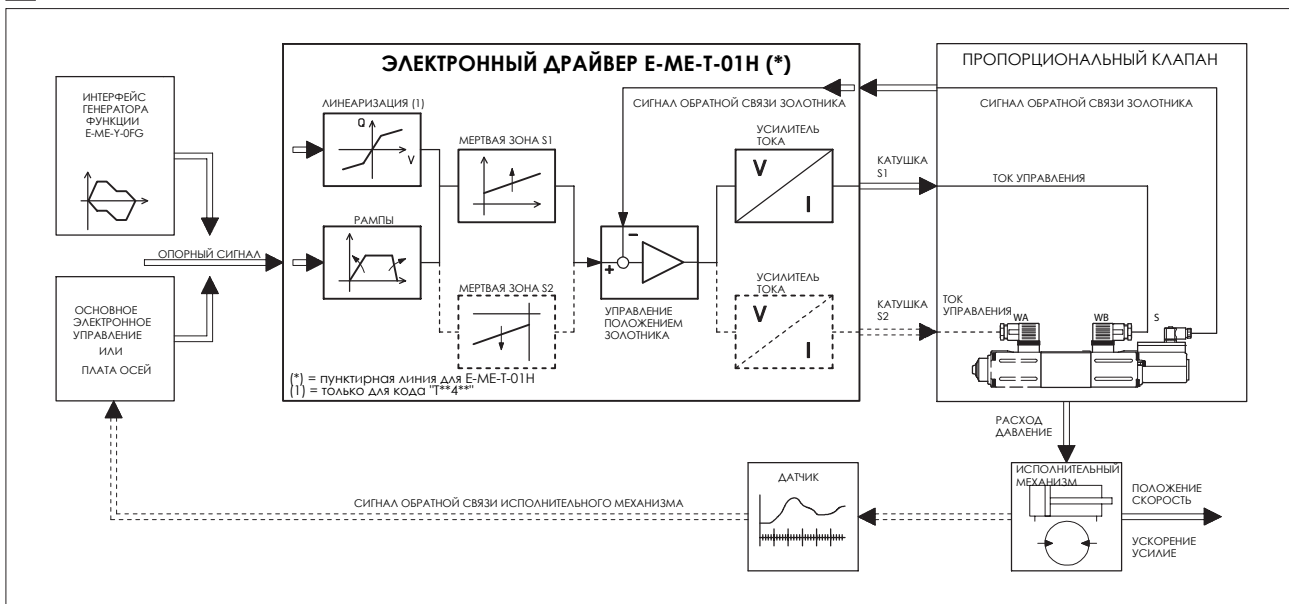 ЭЛЕКТРОННЫЙ ДРАЙВЕР E-ME-T-01H (*)
ПРОПОРЦИОНАЛЬНЫЙ КЛАПАН
ИНТЕРФЕЙС
ГЕНЕРАТОРА
ФУНКЦИИ
E-ME-Y-0FG
ОПОРНЫЙ СИГНАЛ
ОСНОВНОЕ
ЭЛЕКТРОННОЕ
УПРАВЛЕНИЕ
ИЛИ
ПЛАТА ОСЕЙ
ЛИНЕАРИЗАЦИЯ (1)
Q
V
РАМПЫ
МЕРТВАЯ ЗОНА S1
МЕРТВАЯ ЗОНА S2
СИГНАЛ ОБРАТНОЙ СВЯЗИ ЗОЛОТНИКА
−
+
УПРАВЛЕНИЕ
ПОЛОЖЕНИЕМ
ЗОЛОТНИКА
УСИЛИТЕЛЬ
ТОКА
V
I
УСИЛИТЕЛЬ
ТОКА
V
I
(*) = пунктирная линия для E-ME-T-01H
(1) = только для кода "T**4**"
КАТУШКА
S1
КАТУШКА
S2
СИГНАЛ ОБРАТНОЙ СВЯЗИ ЗОЛОТНИКА
ТОК УПРАВЛЕНИЯ
ТОК
УПРАВЛЕНИЯ
WA
WB
S
РАСХОД
ДАВЛЕНИЕ
ИСПОЛНИТЕЛЬНЫЙ
МЕХАНИЗМ
ПОЛОЖЕНИЕ
СКОРОСТЬ
УСКОРЕНИЕ
УСИЛИЕ
ДАТЧИК
СИГНАЛ ОБРАТНОЙ СВЯЗИ ИСПОЛНИТЕЛЬНОГО МЕХАНИЗМА